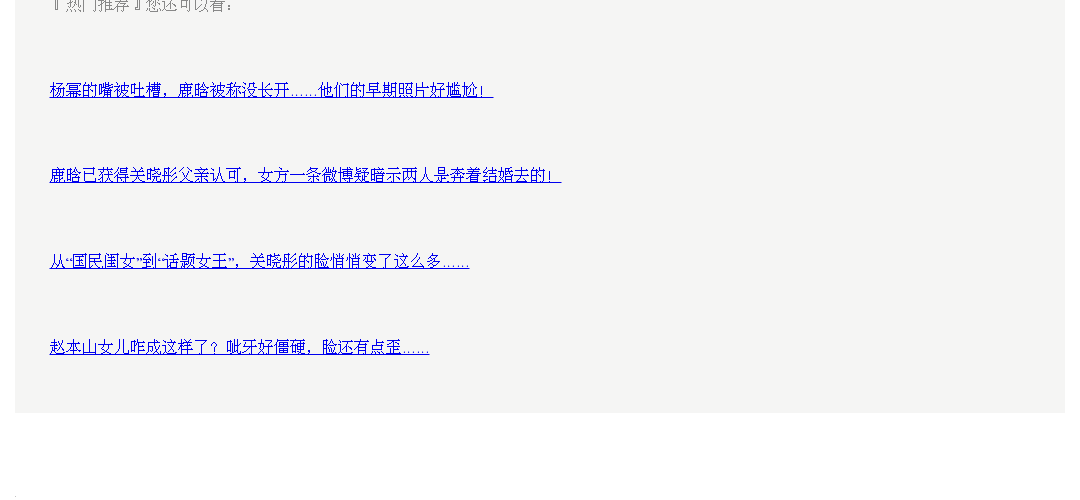 『热门推荐』您还可以看：
杨幂的嘴被吐槽，鹿晗被称没长开……他们的早期照片好尴尬！
鹿晗已获得关晓彤父亲认可，女方一条微博疑暗示两人是奔着结婚去的！
从“国民闺女”到“话题女王”，关晓彤的脸悄悄变了这么多……
赵本山女儿咋成这样了？呲牙好僵硬，脸还有点歪……